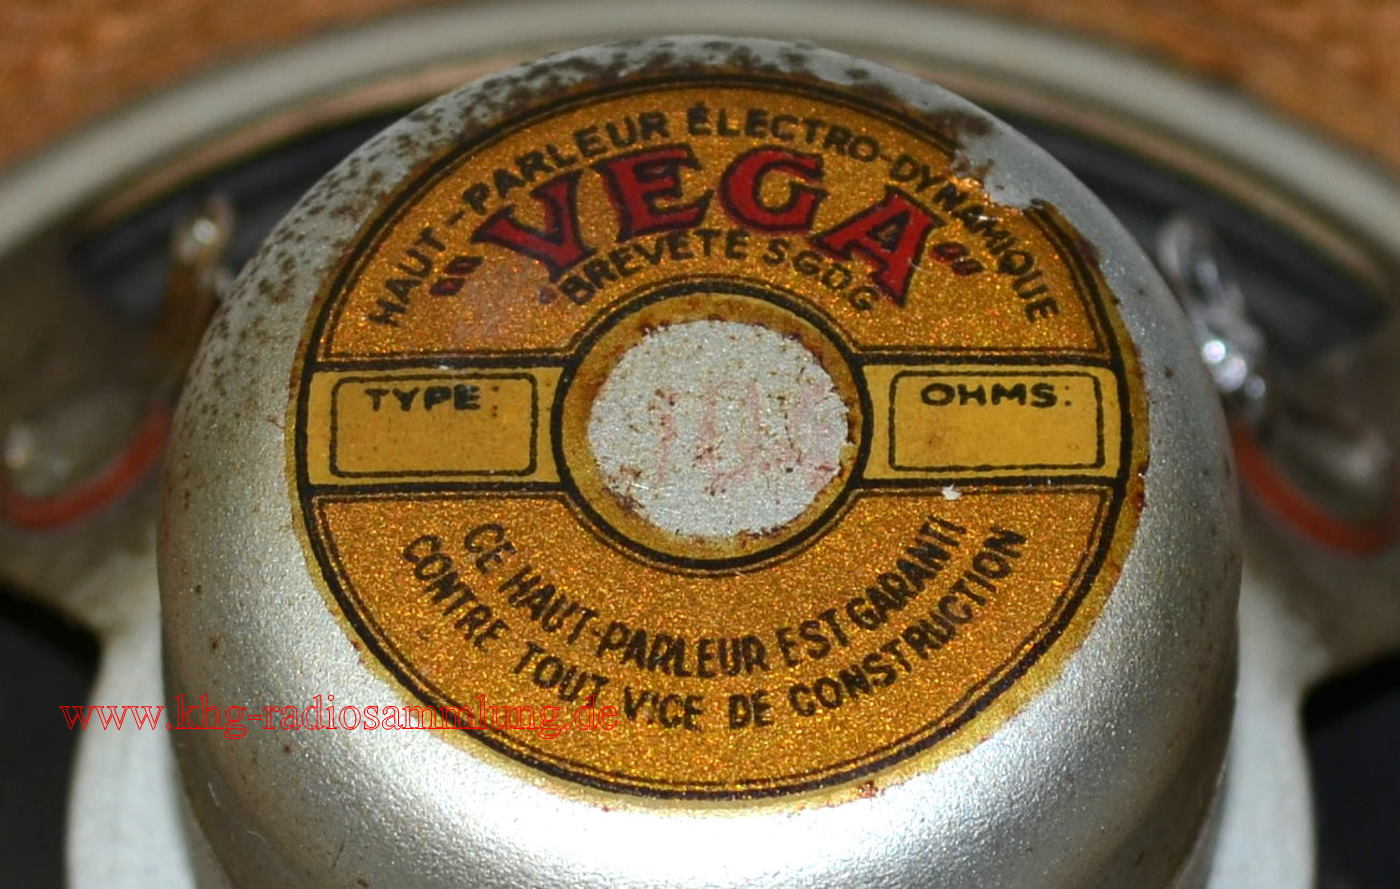 HAUT-PARLEUR ÉLECTRO-DYNAMIQUE
"VEGA"
BREVETE S.G.D.G
TYPE:
OHMS:
CE HAUT-PARLEUR EST GARANTI
CONTRE TOUT VICE DE CONSTRUCTION
www.khg-radiosammlung.de